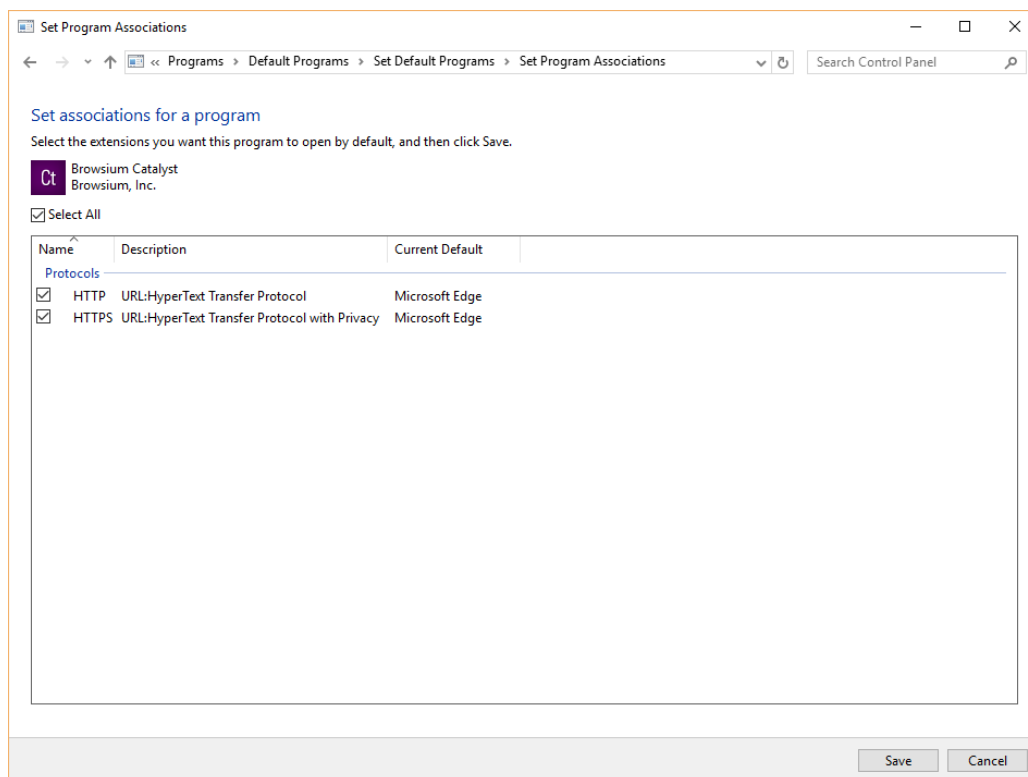 Set Program Associations
« Programs > Default Programs > Set Default Programs > Set Program Associations Search Control Panel
Set associations for a program
Select the extensions you want this program to open by default, and then click Save.
Ct Browsium Catalyst
Browsium, Inc.
Select All
Name Description Current Default
Protocols
HTTP URL:HyperText Transfer Protocol Microsoft Edge
HTTPS URL:HyperText Transfer Protocol with Privacy Microsoft Edge
Save Cancel